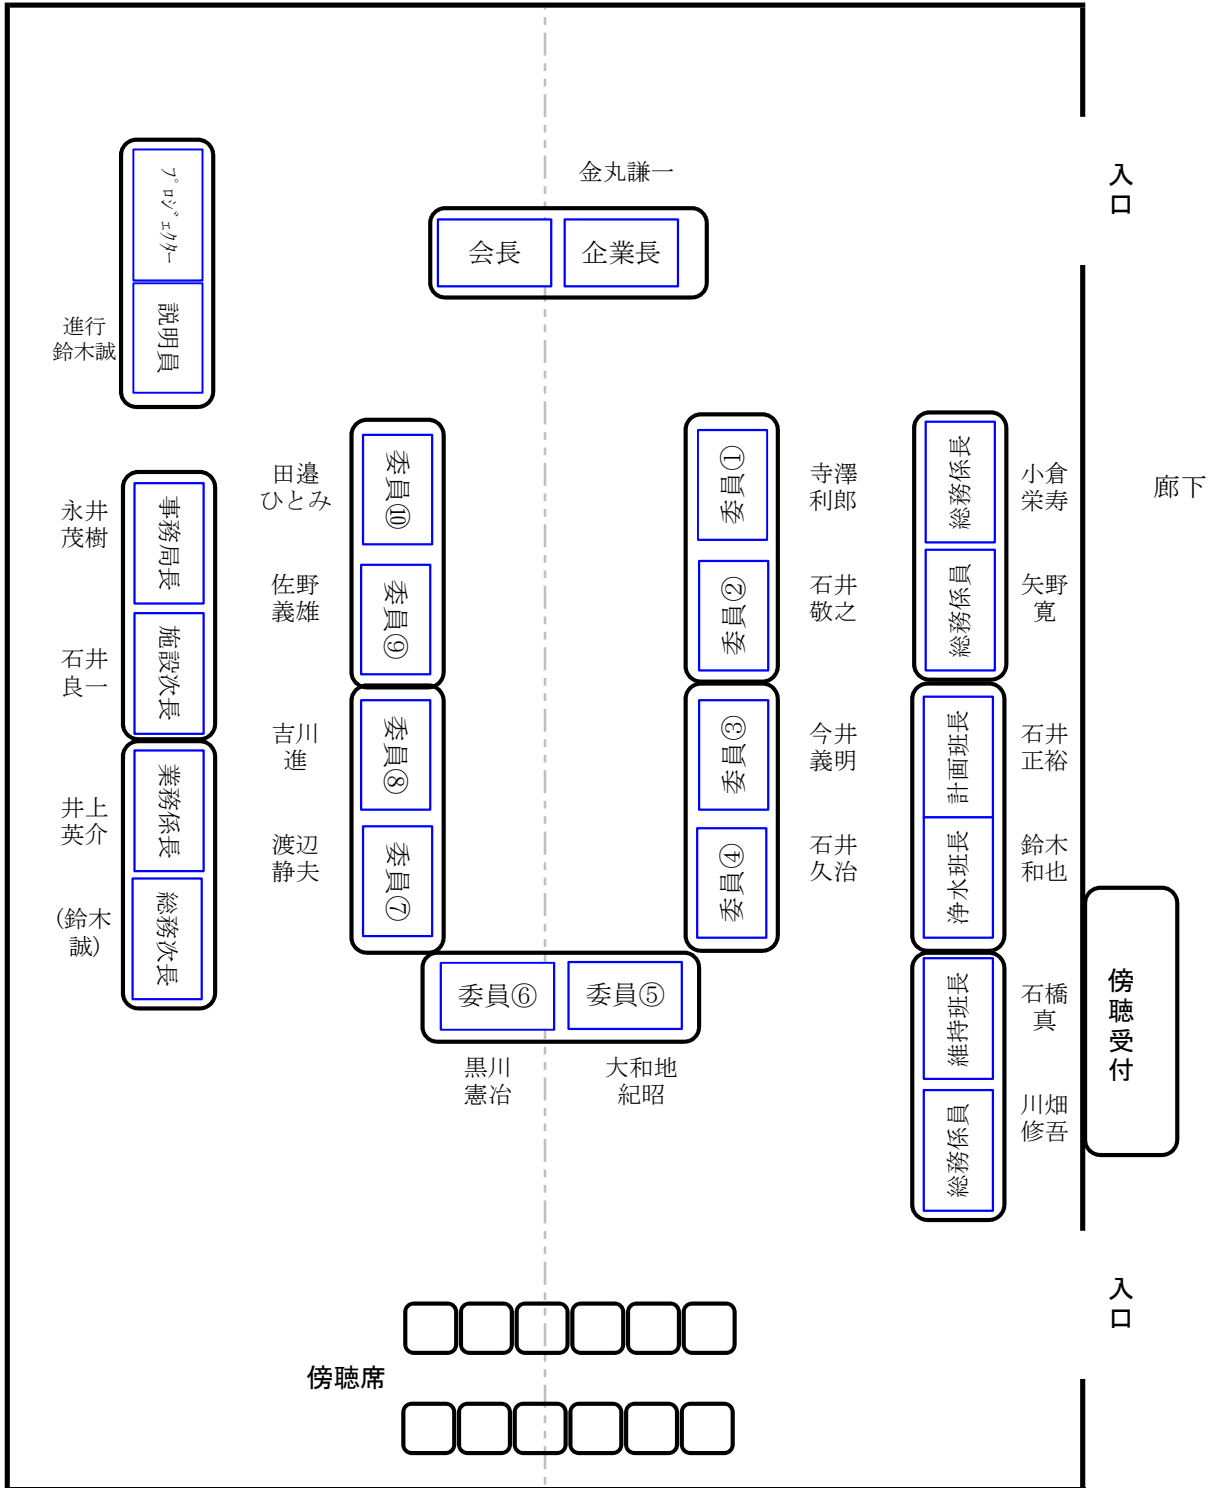 金丸謙一
会長
企業長
入口
プロジェクター
説明員
進行
鈴木誠
田邉
ひとみ
委員⑩
委員①
寺澤
利郎
総務係長
小倉
栄寿
廊下
永井
茂樹
事務局長
佐野
義雄
委員⑨
委員②
石井
敬之
総務係員
矢野
寛
石井
良一
施設次長
吉川
進
委員⑧
委員③
今井
義明
計画班長
石井
正裕
井上
英介
業務係長
渡辺
静夫
委員⑦
委員④
石井
久治
浄水班長
鈴木
和也
(鈴木
誠)
総務次長
委員⑥
委員⑤
維持班長
石橋
真
傍聴受付
黒川
憲治
大和地
紀昭
総務係員
川畑
修吾
入口
傍聴席